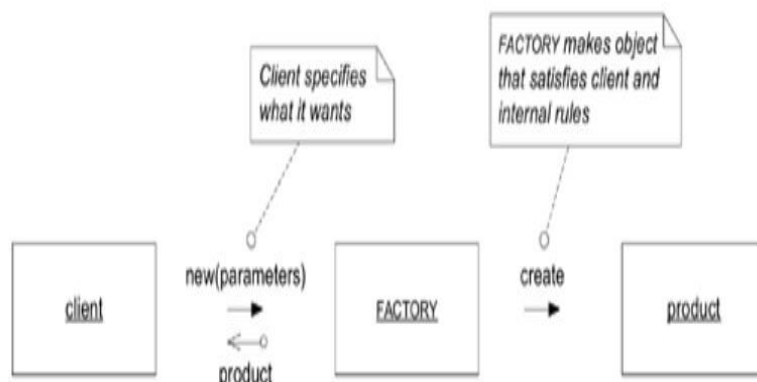 Client specifies
what it wants
FACTORY makes object
that satisfies client and
internal rules
client
new(parameters)
product
FACTORY
create
product